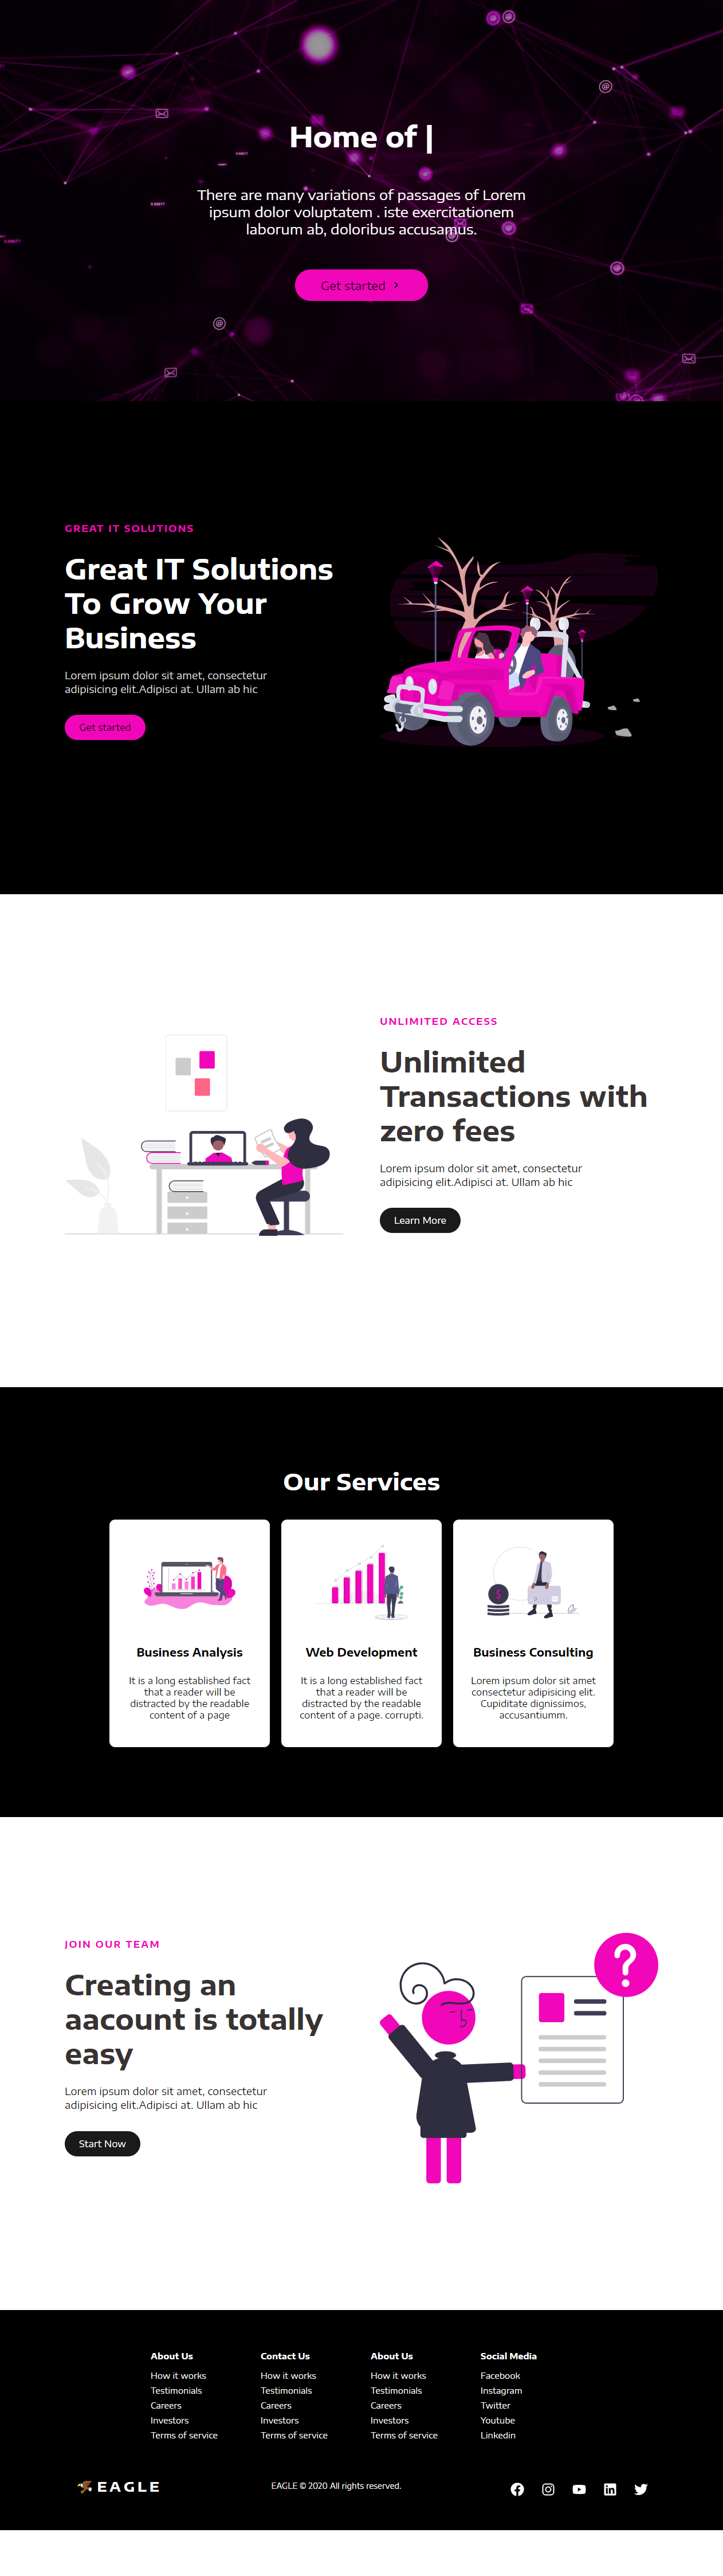 Home of |
There are many variations of passages of Lorem
ipsum dolor voluptatem . iste exercitationem
laborum ab, doloribus accusamus.
Get started
GREAT IT SOLUTIONS
Great IT Solutions
To Grow Your
Business
Lorem ipsum dolor sit amet, consectetur
adipisicing elit.Adipisci at. Ullam ab hic
Get started
UNLIMITED ACCESS
Unlimited
Transactions with
zero fees
Lorem ipsum dolor sit amet, consectetur
adipisicing elit.Adipisci at. Ullam ab hic
Learn More
Our Services
Business Analysis
It is a long established fact
that a reader will be
distracted by the readable
content of a page
Web Development
It is a long established fact
that a reader will be
distracted by the readable
content of a page. corrupti.
$
Business Consulting
Lorem ipsum dolor sit amet
consectetur adipisicing elit.
Cupiditate dignissimos,
accusantiumm.
JOIN OUR TEAM
Creating an
aacount is totally
easy
Lorem ipsum dolor sit amet, consectetur
adipisicing elit.Adipisci at. Ullam ab hic
Start Now
?
About Us
How it works
Testimonials
Careers
Investors
Terms of service
Contact Us
How it works
Testimonials
Careers
Investors
Terms of service
About Us
How it works
Testimonials
Careers
Investors
Terms of service
Social Media
Facebook
Instagram
Twitter
Youtube
Linkedin
EAGLE
EAGLE © 2020 All rights reserved.